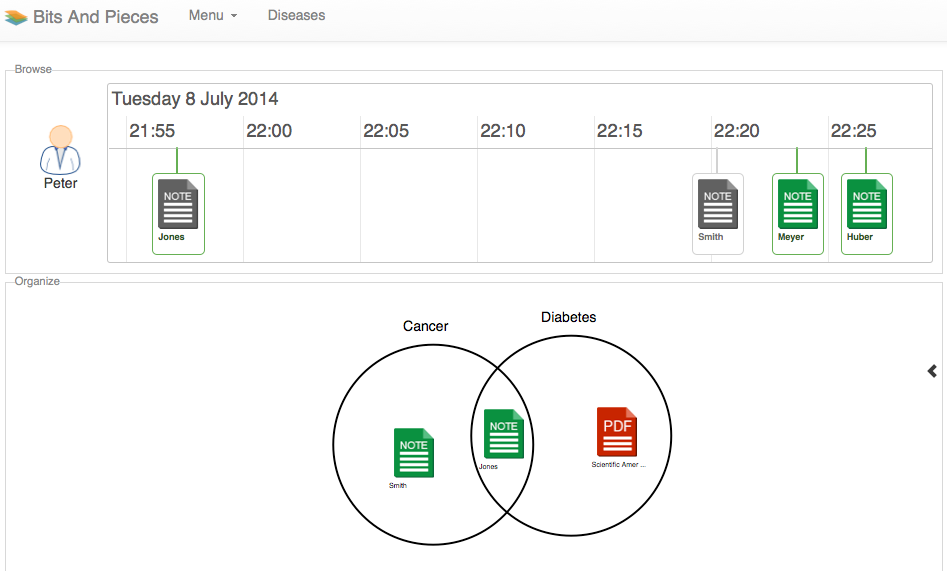 Bits And Pieces Menu Diseases
Browse
Tuesday 8 July 2014
21:55 22:00 22:05 22:10 22:15 22:20 22:25
Peter
NOTE NOTE NOTE NOTE
Jones Smith Meyer Huber
Organize
Cancer Diabetes
NOTE NOTE PDF
Smith Jones Scientific Amer ...